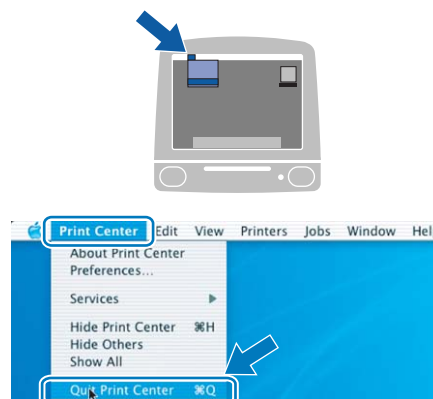 Print Center Edit View Printers Jobs Window Hel
About Print Center
Preferences...
Services
Hide Print Center ⌘H
Hide Others
Show All
Quit Print Center ⌘Q